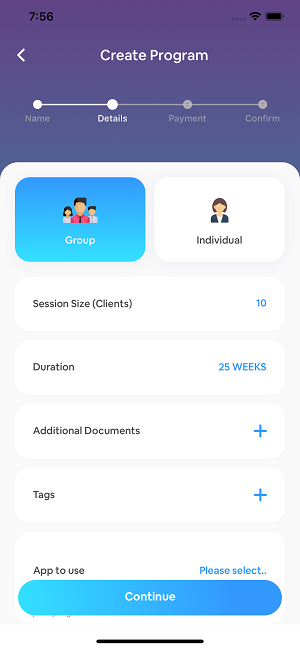 7:56
Create Program
Name Details Payment Confirm
Group Individual
Session Size (Clients) 10
Duration 25 WEEKS
Additional Documents +
Tags +
App to use Please select..
Continue